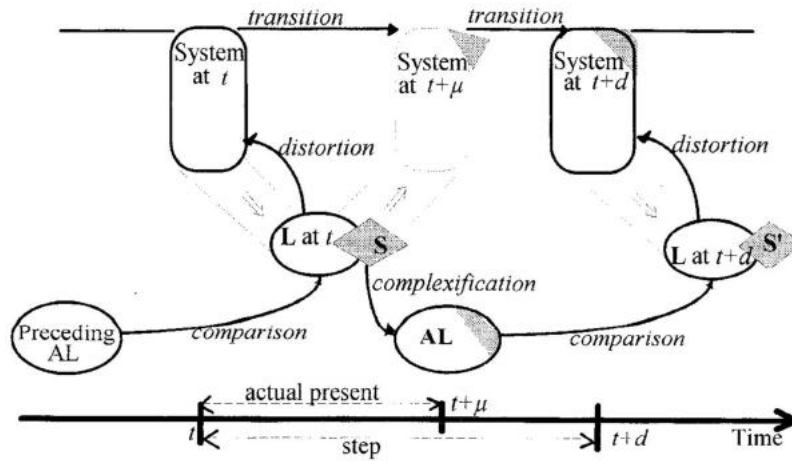 transition
transition
System
at t
System
at t+μ
System
at t+d
distortion
distortion
L at t
S
L at t+d
S'
complexification
Preceding
AL
comparison
AL
comparison
actual present
t+μ
t
step
t+d
Time